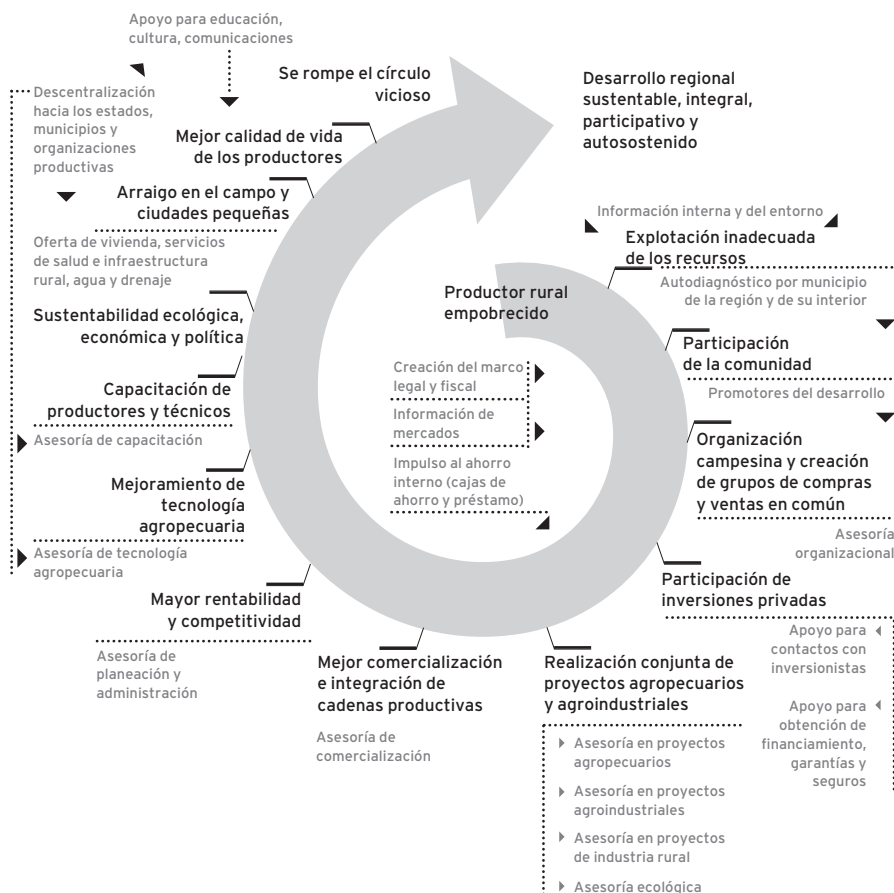 Apoyo para educación,
cultura, comunicaciones
Descentralización
hacia los estados,
municipios y
organizaciones
productivas
Se rompe el círculo
vicioso
Desarrollo regional
sustentable, integral,
participativo y
autosostenido
Mejor calidad de vida
de los productores
Arraigo en el campo y
ciudades pequeñas
Oferta de vivienda, servicios
de salud e infraestructura
rural, agua y drenaje
Sustentabilidad ecológica,
económica y política
Capacitación de
productores y técnicos
Asesoría de capacitación
Mejoramiento de
tecnología
agropecuaria
Asesoría de tecnología
agropecuaria
Mayor rentabilidad
y competitividad
Asesoría de
planeación y
administración
Mejor comercialización
e integración de
cadenas productivas
Asesoría de
comercialización
Productor rural
empobrecido
Creación del marco
legal y fiscal
Información de
mercados
Impulso al ahorro
interno (cajas de
ahorro y préstamo)
Información interna y del entorno
Explotación inadecuada
de los recursos
Autodiagnóstico por municipio
de la región y de su interior
Participación
de la comunidad
Promotores del desarrollo
Organización
campesina y creación
de grupos de compras
y ventas en común
Asesoría
organizacional
Participación de
inversiones privadas
Apoyo para
contactos con
inversionistas
Apoyo para
obtención de
financiamiento,
garantías y
seguros
Realización conjunta de
proyectos agropecuarios
y agroindustriales
Asesoría en proyectos
agropecuarios
Asesoría en proyectos
agroindustriales
Asesoría en proyectos
de industria rural
Asesoría ecológica